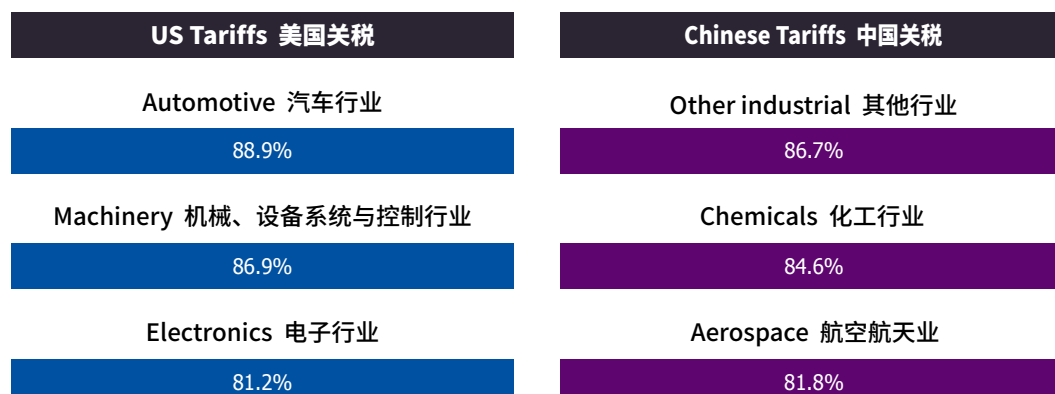 US Tariffs 美国关税
Automotive 汽车行业
88.9%
Machinery 机械、设备系统与控制行业
86.9%
Electronics 电子行业
81.2%
Chinese Tariffs 中国关税
Other industrial 其他行业
86.7%
Chemicals 化工行业
84.6%
Aerospace 航空航天业
81.8%